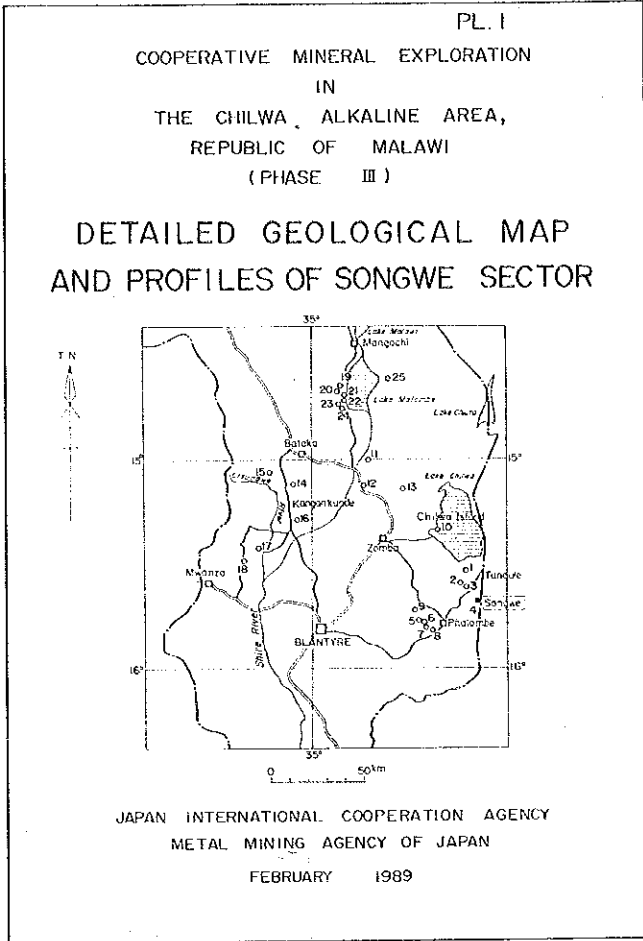 PL. I
COOPERATIVE MINERAL EXPLORATION
IN
THE CHILWA ALKALINE AREA,
REPUBLIC OF MALAWI
(PHASE III)
DETAILED GEOLOGICAL MAP
AND PROFILES OF SONGWE SECTOR
35°
T N
Lake Malawi
Mangochi
19
25
20
21
22
Lake Malombe
23
24
Lake Chiuta
Balaka
15°
11
15°
15
14
12
13
Lake Chilwa
Kangankunde
16
Chilwa Island
10
17
Zomba
18
Mwanza
1
2
3
Tundulu
4
Songwe
9
5
6
Phalombe
7
8
Shire River
BLANTYRE
16°
16°
35°
0 50km
JAPAN INTERNATIONAL COOPERATION AGENCY
METAL MINING AGENCY OF JAPAN
FEBRUARY 1989